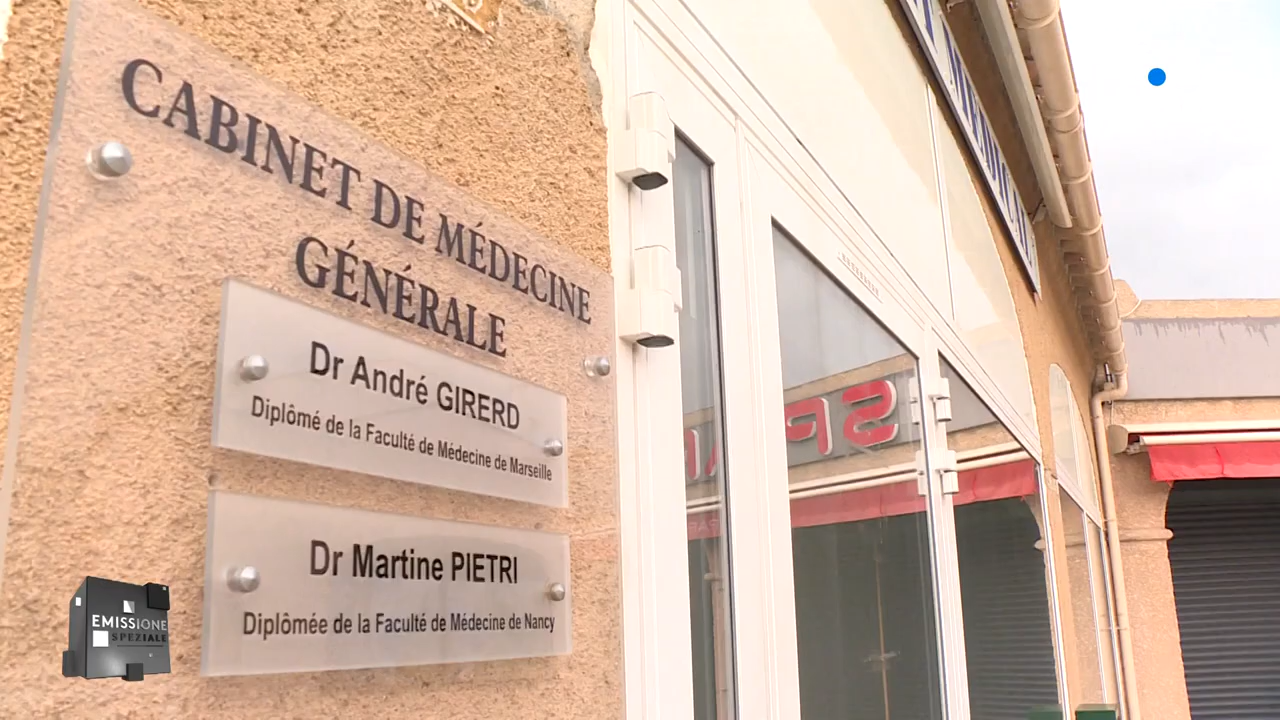 CABINET DE MÉDECINE
GÉNÉRALE
Dr André GIRERD
Diplômé de la Faculté de Médecine de Marseille
Dr Martine PIETRI
Diplômée de la Faculté de Médecine de Nancy
EMISSIONE
SPEZIALE